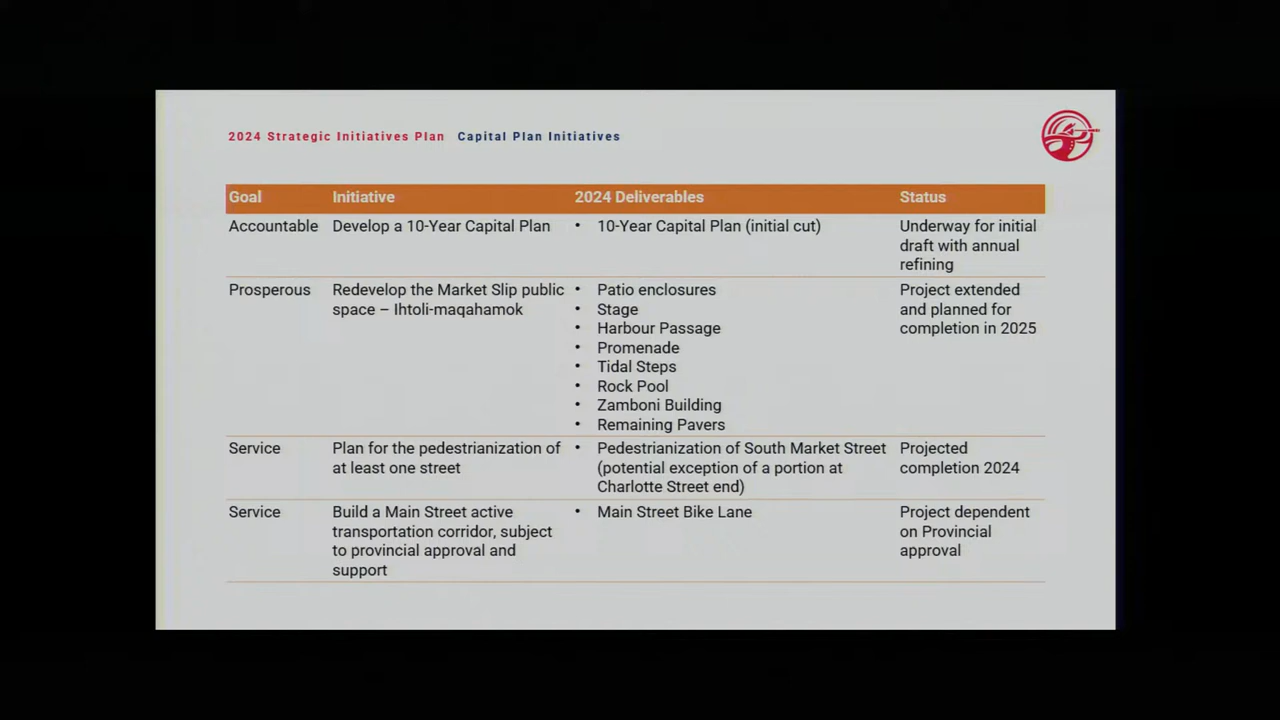 2024 Strategic Initiatives Plan Capital Plan Initiatives
Goal Initiative 2024 Deliverables Status
Accountable Develop a 10-Year Capital Plan • 10-Year Capital Plan (initial cut) Underway for initial
draft with annual
refining
Prosperous Redevelop the Market Slip public • Patio enclosures Project extended
space – Ihtoli-maqahamok • Stage and planned for
• Harbour Passage completion in 2025
• Promenade
• Tidal Steps
• Rock Pool
• Zamboni Building
• Remaining Pavers
Service Plan for the pedestrianization of • Pedestrianization of South Market Street Projected
at least one street (potential exception of a portion at completion 2024
Charlotte Street end)
Service Build a Main Street active • Main Street Bike Lane Project dependent
transportation corridor, subject on Provincial
to provincial approval and approval
support